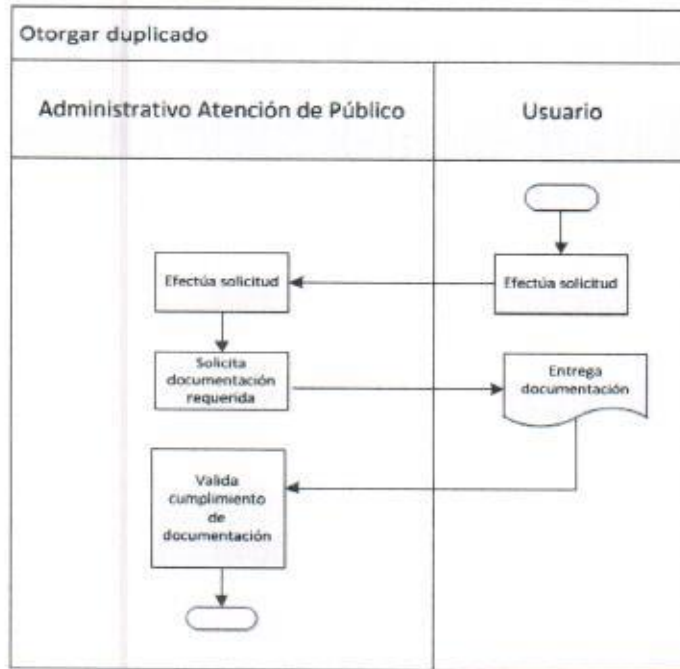 Otorgar duplicado
Administrativo Atención de Público
Usuario
Efectúa solicitud
Efectúa solicitud
Solicita
documentación
requerida
Entrega
documentación
Valida
cumplimiento
de
documentación